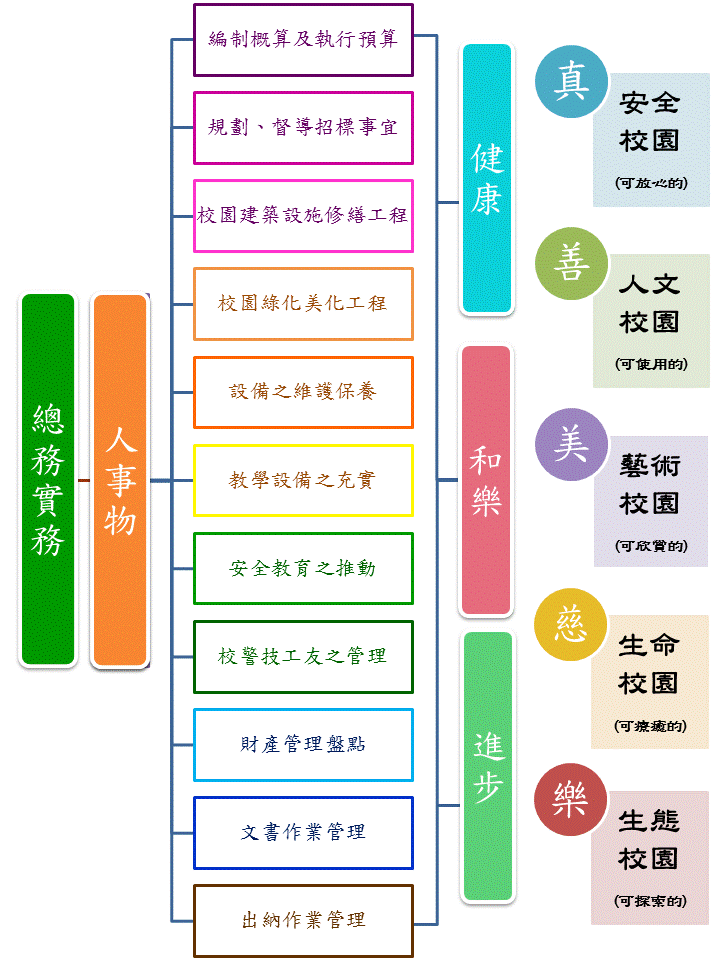 總務實務
人事物
編制概算及執行預算
規劃、督導招標事宜
校園建築設施修繕工程
校園綠化美化工程
設備之維護保養
教學設備之充實
安全教育之推動
校警技工友之管理
財產管理盤點
文書作業管理
出納作業管理
健康
和樂
進步
真
安全
校園
(可放心的)
善
人文
校園
(可使用的)
美
藝術
校園
(可欣賞的)
慈
生命
校園
(可療癒的)
樂
生態
校園
(可探索的)